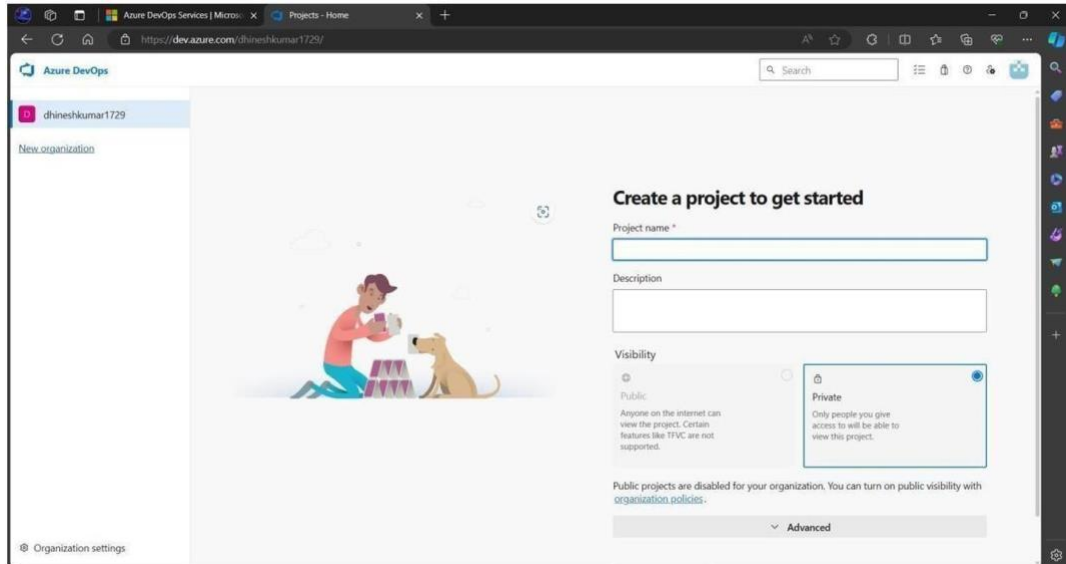 Azure DevOps Services | Micros
Projects - Home
https://dev.azure.com/dhineshkumar1729/
Azure DevOps
Search
D
dhineshkumar1729
New organization
Create a project to get started
Project name *
Description
Visibility
Public
Anyone on the internet can
view the project. Certain
features like TFVC are not
supported.
Private
Only people you give
access to will be able to
view this project.
Public projects are disabled for your organization. You can turn on public visibility with
organization policies.
Advanced
Organization settings